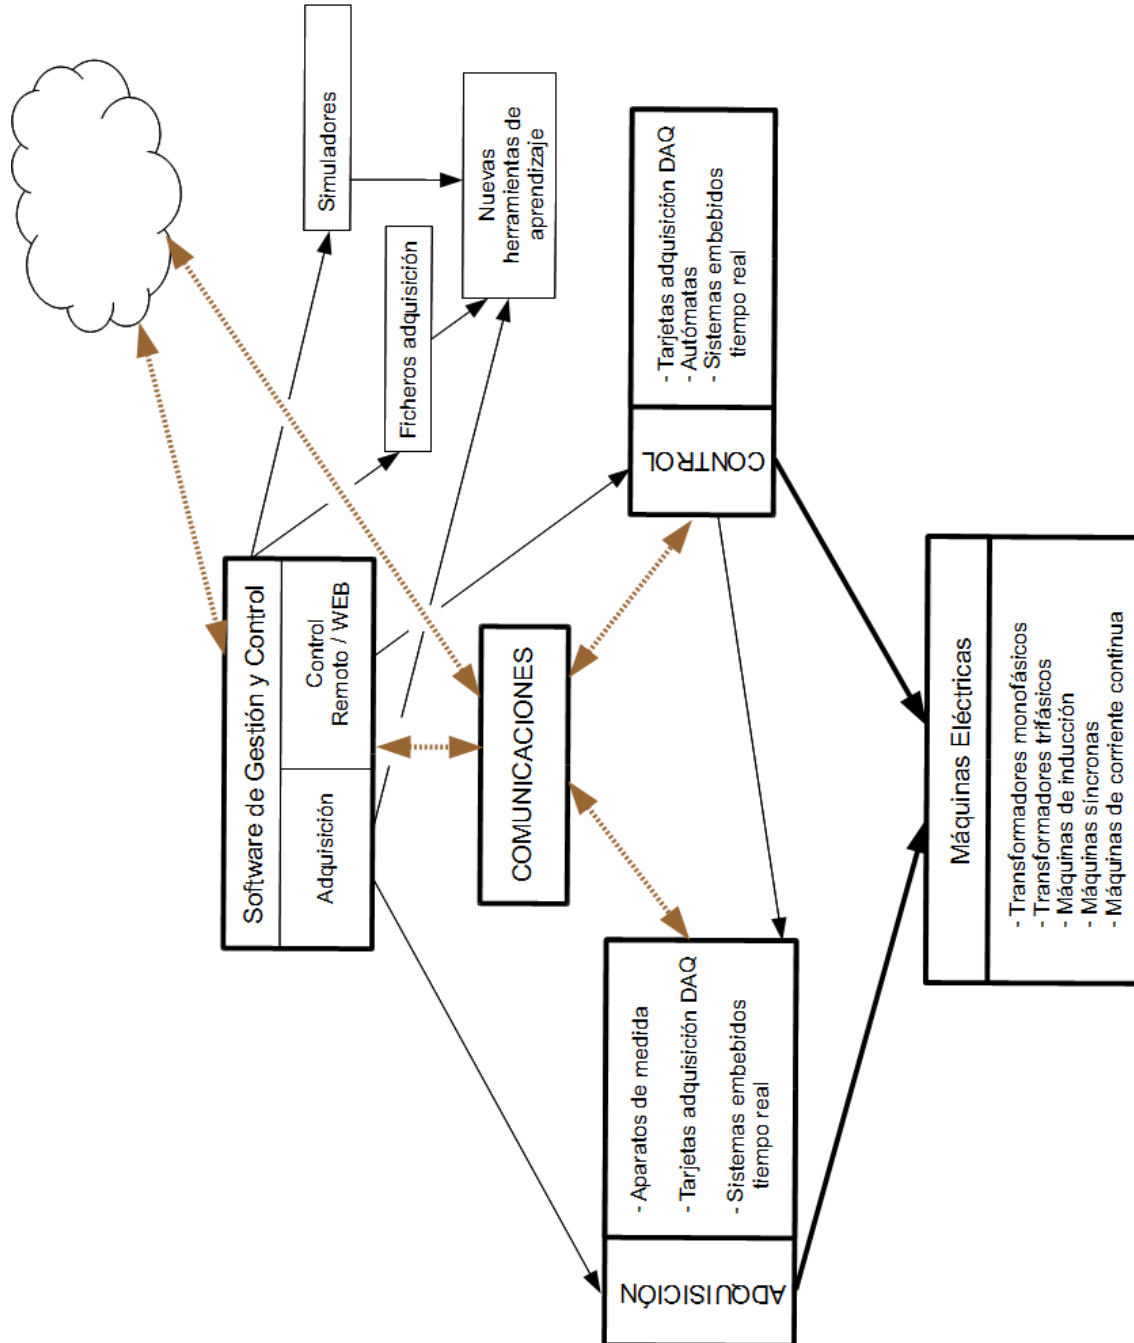 Software de Gestión y Control
Adquisición
Control
Remoto / WEB
Simuladores
Ficheros adquisición
Nuevas
herramientas de
aprendizaje
COMUNICACIONES
ADQUISICIÓN
- Aparatos de medida
- Tarjetas adquisición DAQ
- Sistemas embebidos
tiempo real
CONTROL
- Tarjetas adquisición DAQ
- Autómatas
- Sistemas embebidos
tiempo real
Máquinas Eléctricas
- Transformadores monofásicos
- Transformadores trifásicos
- Máquinas de inducción
- Máquinas síncronas
- Máquinas de corriente continua